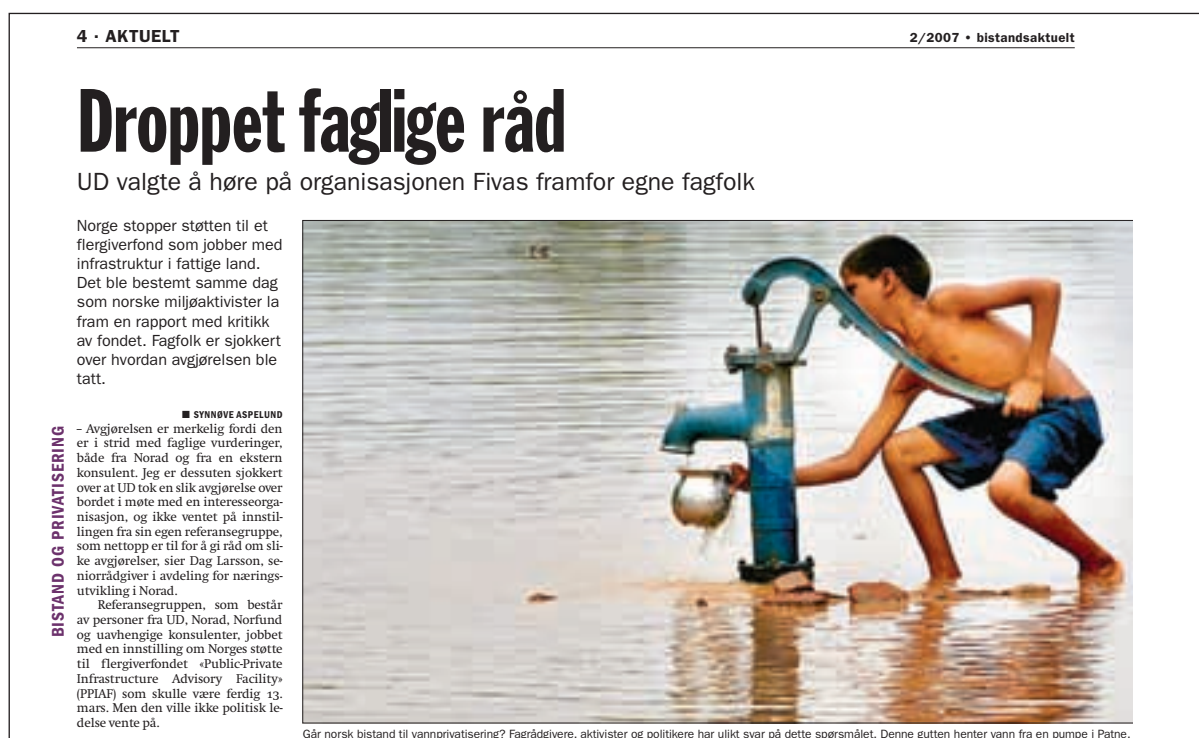 4 · AKTUELT
2/2007 • bistandsaktuelt
Droppet faglige råd
UD valgte å høre på organisasjonen Fivas framfor egne fagfolk
Norge stopper støtten til et
flergiverfond som jobber med
infrastruktur i fattige land.
Det ble bestemt samme dag
som norske miljøaktivister la
fram en rapport med kritikk
av fondet. Fagfolk er sjokkert
over hvordan avgjørelsen ble
tatt.
■ SYNNØVE ASPELUND
BISTAND OG PRIVATISERING
– Avgjørelsen er merkelig fordi den
er i strid med faglige vurderinger,
både fra Norad og fra en ekstern
konsulent. Jeg er dessuten sjokkert
over at UD tok en slik avgjørelse over
bordet i møte med en interesseorga-
nisasjon, og ikke ventet på innstil-
lingen fra sin egen referansegruppe,
som nettopp er til for å gi råd om sli-
ke avgjørelser, sier Dag Larsson, se-
niorrådgiver i avdeling for nærings-
utvikling i Norad.
Referansegruppen, som består
av personer fra UD, Norad, Norfund
og uavhengige konsulenter, jobbet
med en innstilling om Norges støtte
til flergiverfondet «Public-Private
Infrastructure Advisory Facility»
(PPIAF) som skulle være ferdig 13.
mars. Men den ville ikke politisk le-
delse vente på.
Går norsk bistand til vannprivatisering? Fagrådgivere, aktivister og politikere har ulikt svar på dette spørsmålet. Denne gutten henter vann fra en pumpe i Patne,